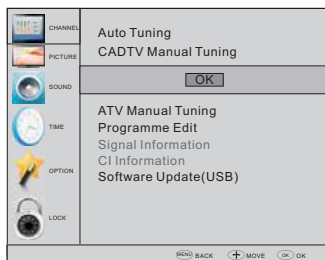 CHANNEL
PICTURE
SOUND
TIME
OPTION
LOCK
Auto Tuning
CADTV Manual Tuning
OK
ATV Manual Tuning
Programme Edit
Signal Information
CI Information
Software Update(USB)
MENU BACK MOVE OK OK